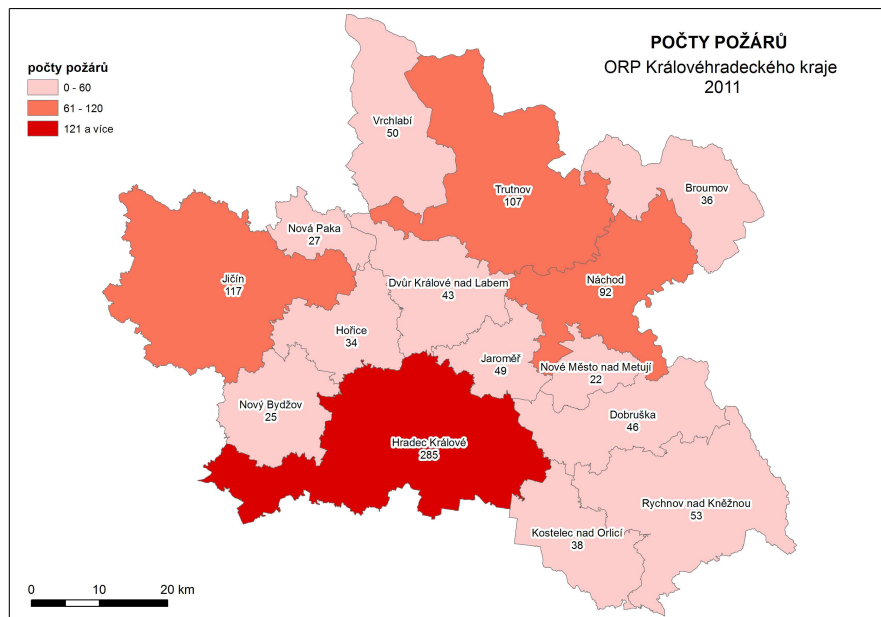 POČTY POŽÁRŮ
ORP Královéhradeckého kraje
2011
počty požárů
0 - 60
61 - 120
121 a více
Vrchlabí
50
Trutnov
107
Broumov
36
Nová Paka
27
Jičín
117
Dvůr Králové nad Labem
43
Náchod
92
Hořice
34
Jaroměř
49
Nové Město nad Metují
22
Nový Bydžov
25
Dobruška
46
Hradec Králové
285
Rychnov nad Kněžnou
53
Kostelec nad Orlicí
38
0 10 20 km